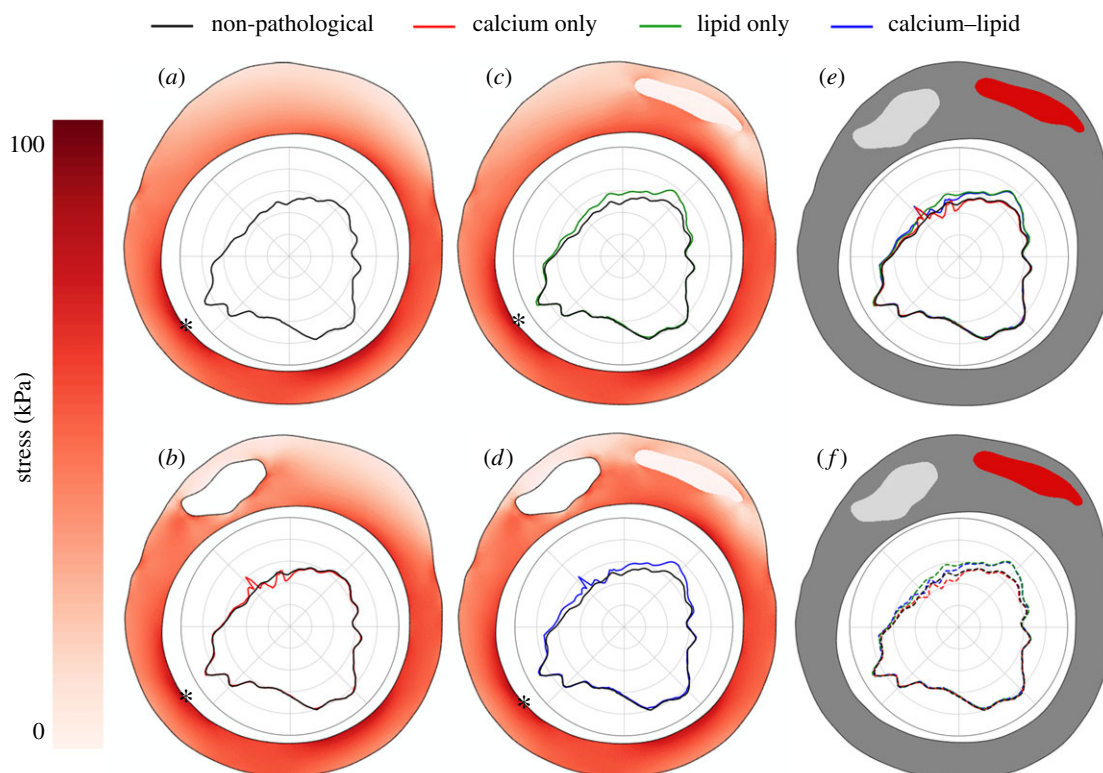 non-pathological calcium only lipid only calcium–lipid
(a) (c) (e)
100
stress (kPa)
(b) (d) (f)
0
* *
* *